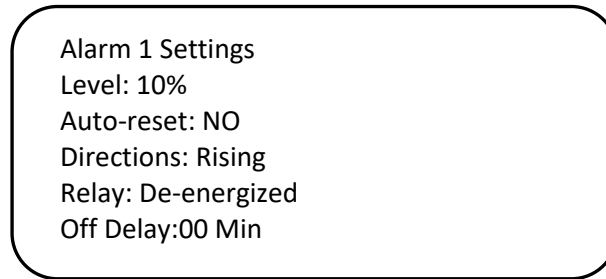 Alarm 1 Settings
Level: 10%
Auto-reset: NO
Directions: Rising
Relay: De-energized
Off Delay:00 Min